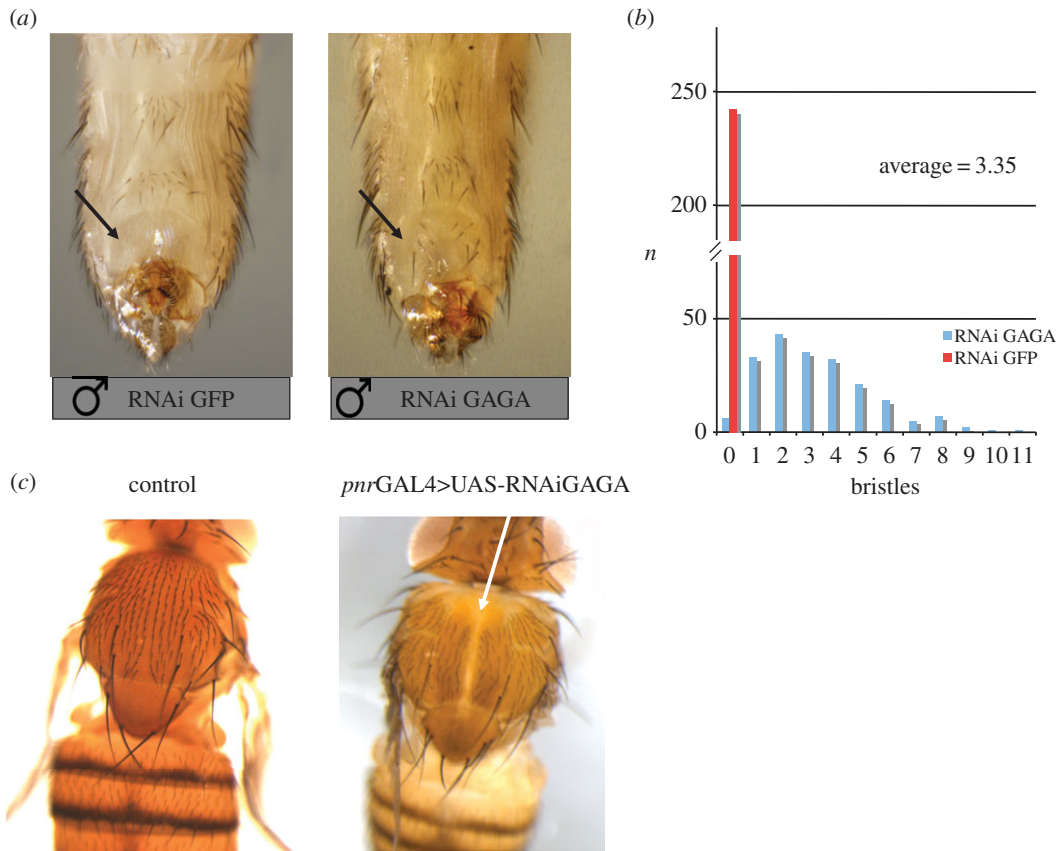 (a)
♂ RNAi GFP
♂ RNAi GAGA
(b)
250
200
50
0
n
average = 3.35
RNAi GAGA
RNAi GFP
0 1 2 3 4 5 6 7 8 9 10 11
bristles
(c)
control
pnrGAL4>UAS-RNAiGAGA